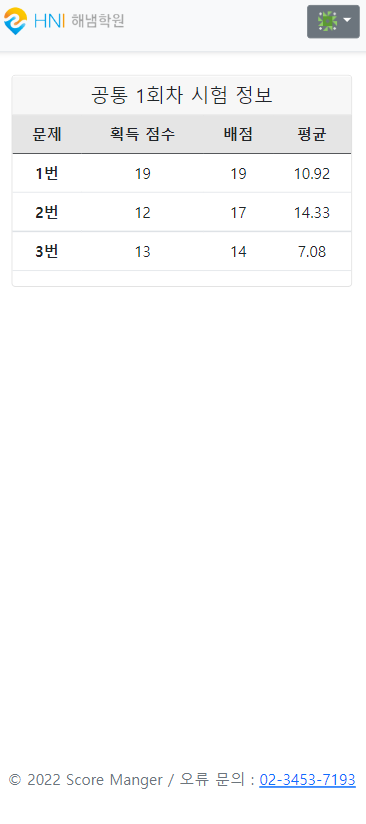 HNI 해냄학원
공통 1회차 시험 정보
문제 획득 점수 배점 평균
1번 19 19 10.92
2번 12 17 14.33
3번 13 14 7.08
© 2022 Score Manger / 오류 문의 : 02-3453-7193